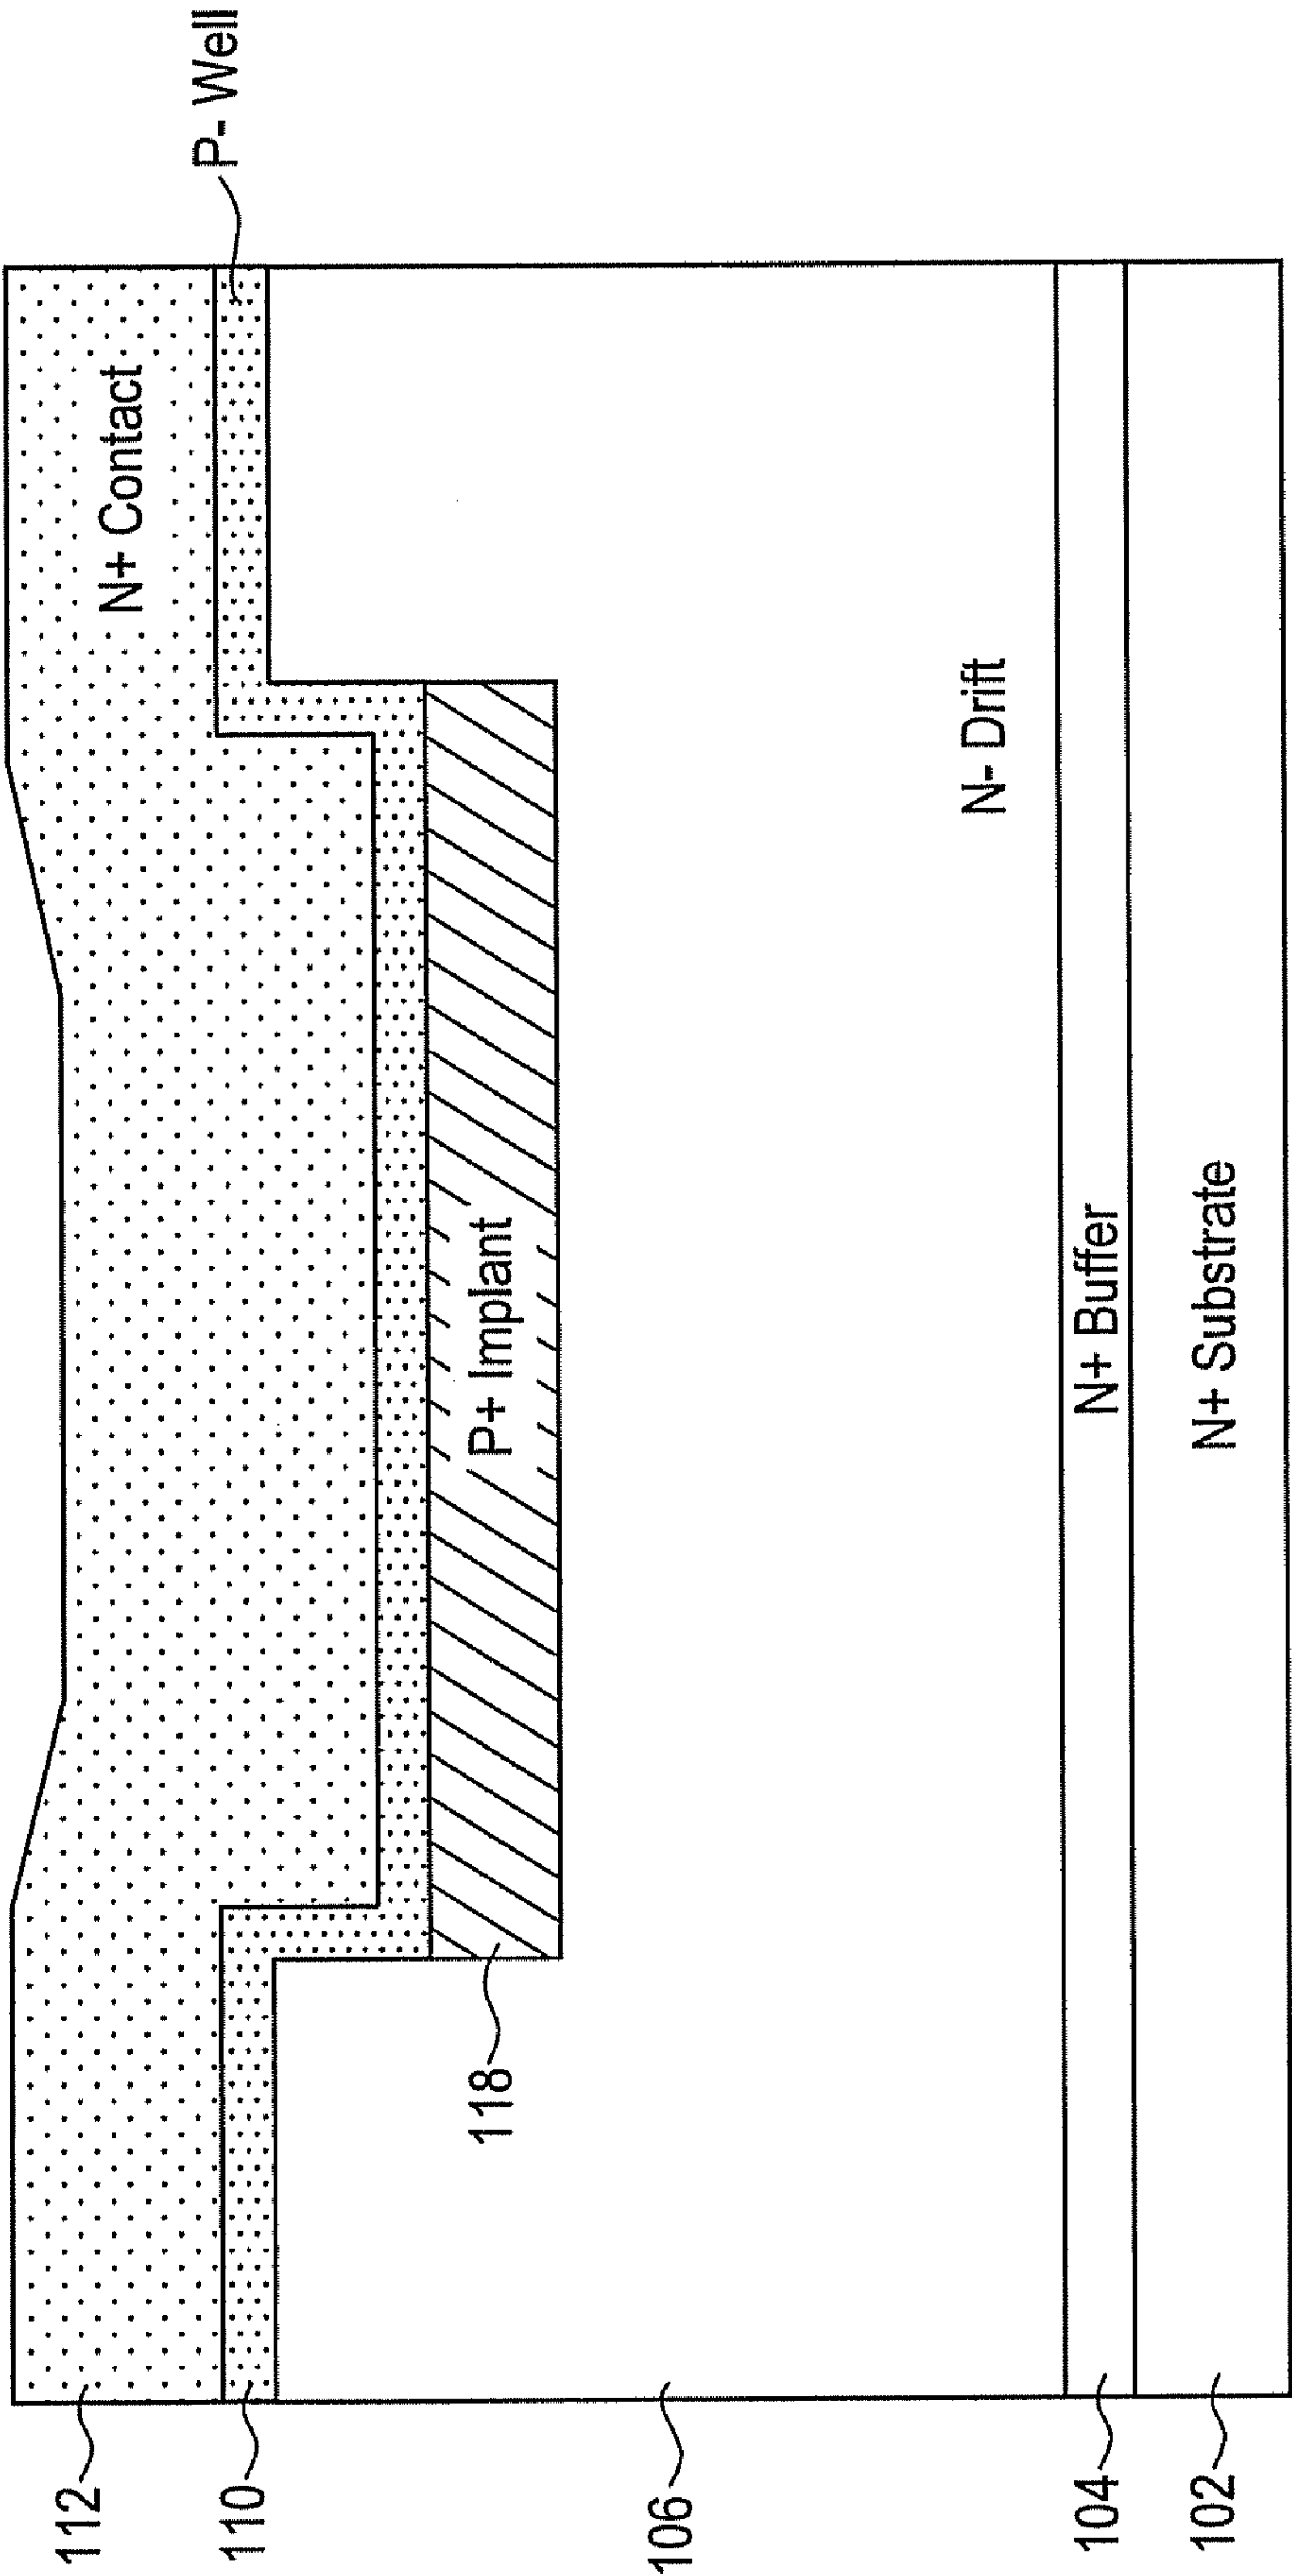 P- Well
N+ Contact
112
110
P+ Implant
118
N- Drift
106
N+ Buffer
104
N+ Substrate
102